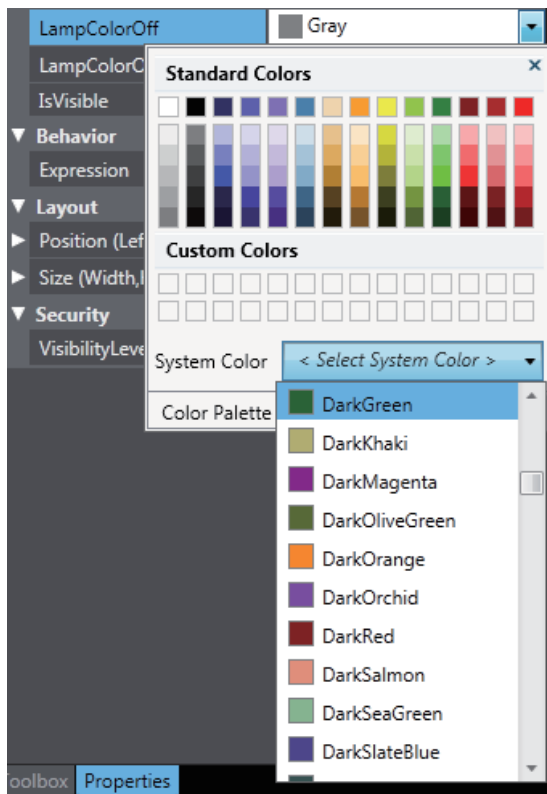 LampColorOff
Gray
LampColorO
Standard Colors
IsVisible
Behavior
Expression
Layout
Position (Lef
Custom Colors
Size (Width,
Security
VisibilityLeve
System Color
< Select System Color >
Color Palette
DarkGreen
DarkKhaki
DarkMagenta
DarkOliveGreen
DarkOrange
DarkOrchid
DarkRed
DarkSalmon
DarkSeaGreen
DarkSlateBlue
oolbox
Properties